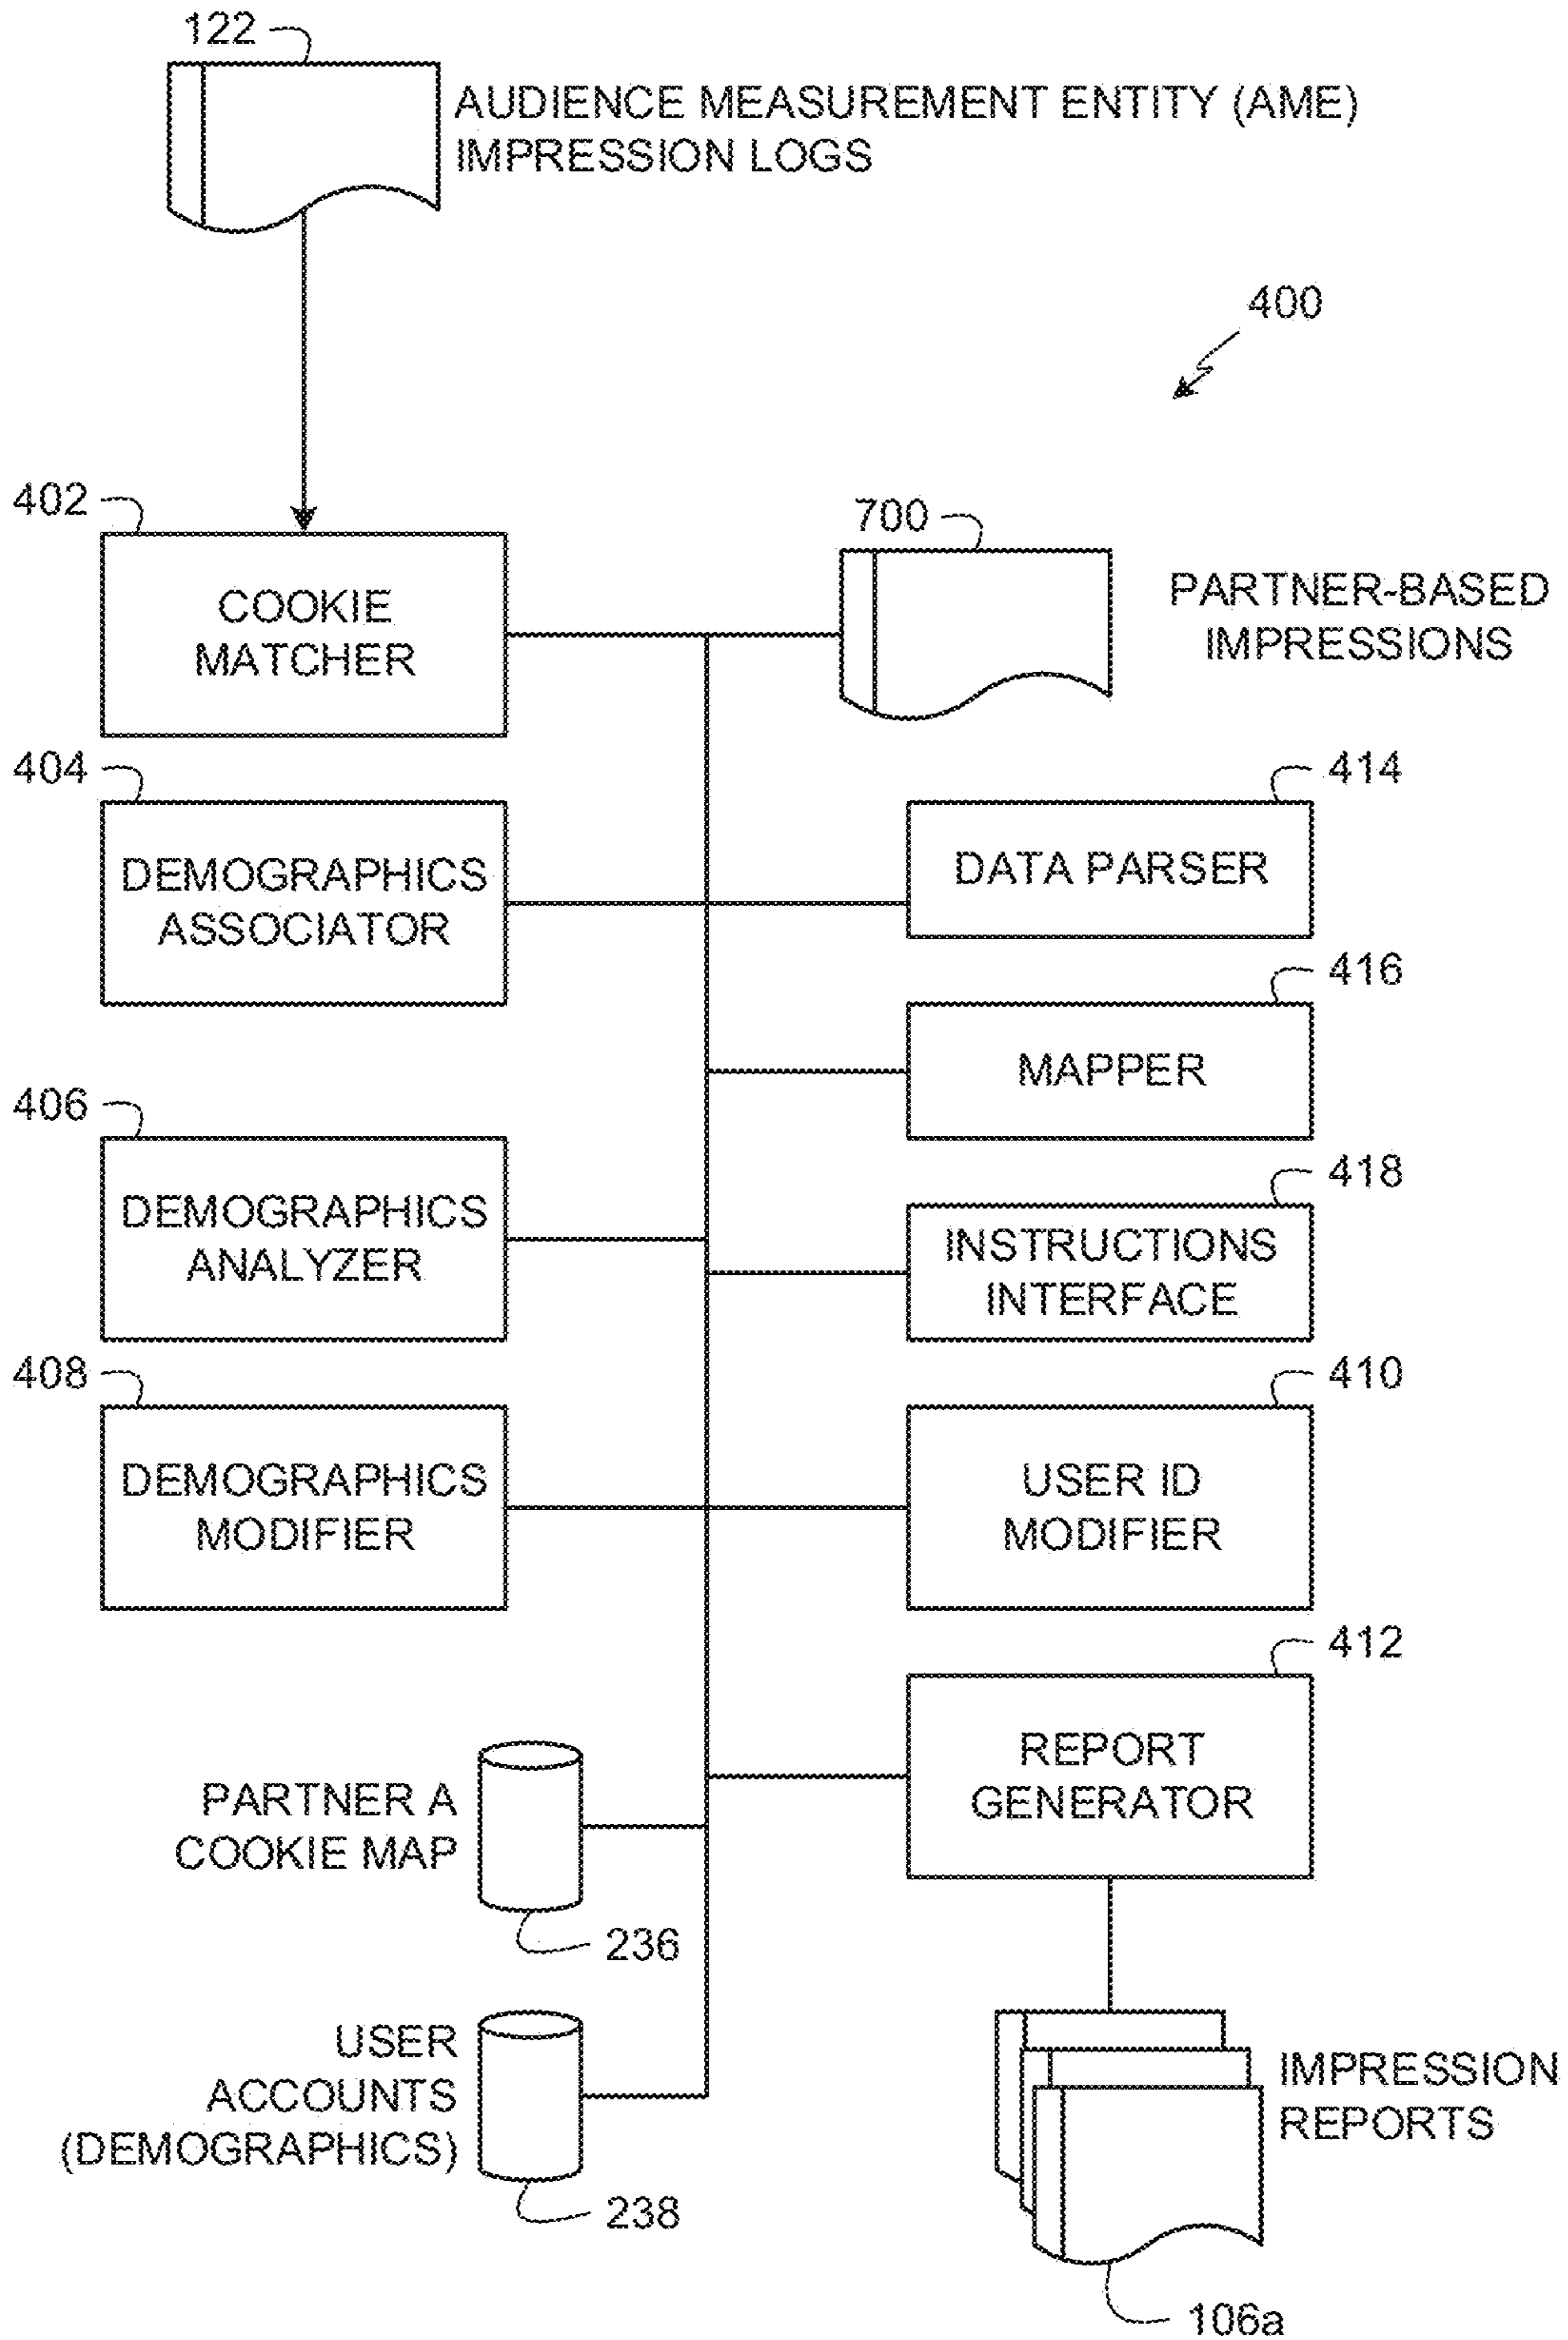 122
AUDIENCE MEASUREMENT ENTITY (AME)
IMPRESSION LOGS
400
402
COOKIE
MATCHER
700
PARTNER-BASED
IMPRESSIONS
404
DEMOGRAPHICS
ASSOCIATOR
414
DATA PARSER
416
MAPPER
406
DEMOGRAPHICS
ANALYZER
418
INSTRUCTIONS
INTERFACE
408
DEMOGRAPHICS
MODIFIER
410
USER ID
MODIFIER
412
REPORT
GENERATOR
PARTNER A
COOKIE MAP
236
USER
ACCOUNTS
(DEMOGRAPHICS)
238
IMPRESSION
REPORTS
106a